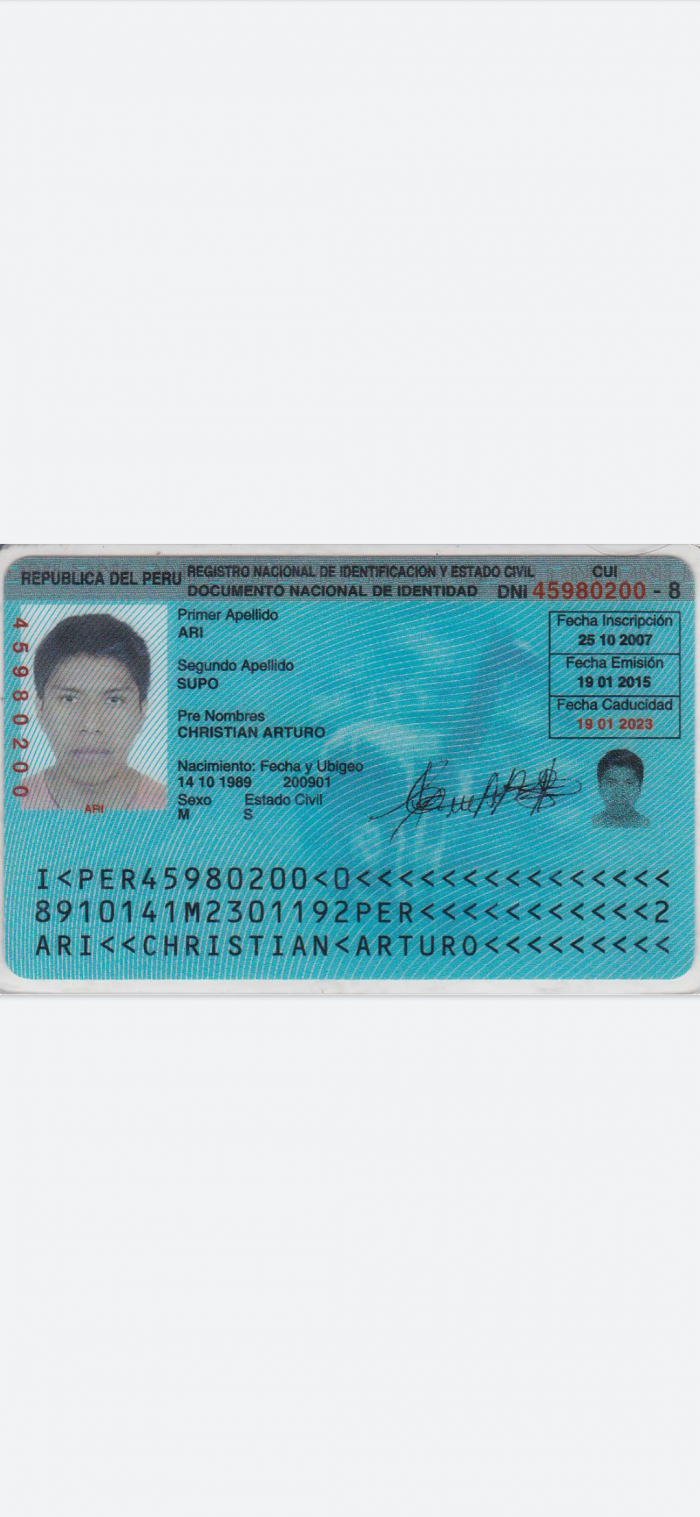 REPUBLICA DEL PERU
REGISTRO NACIONAL DE IDENTIFICACION Y ESTADO CIVIL
DOCUMENTO NACIONAL DE IDENTIDAD
CUI
DNI 45980200 - 8
45980200
ARI
Primer Apellido
ARI
Segundo Apellido
SUPO
Pre Nombres
CHRISTIAN ARTURO
Nacimiento: Fecha y Ubigeo
14 10 1989 200901
Sexo Estado Civil
M S
Fecha Inscripción
25 10 2007
Fecha Emisión
19 01 2015
Fecha Caducidad
19 01 2023
I<PER45980200<0<<<<<<<<<<<<<<<
8910141M2301192PER<<<<<<<<<<<2
ARI<<CHRISTIAN<ARTURO<<<<<<<<<